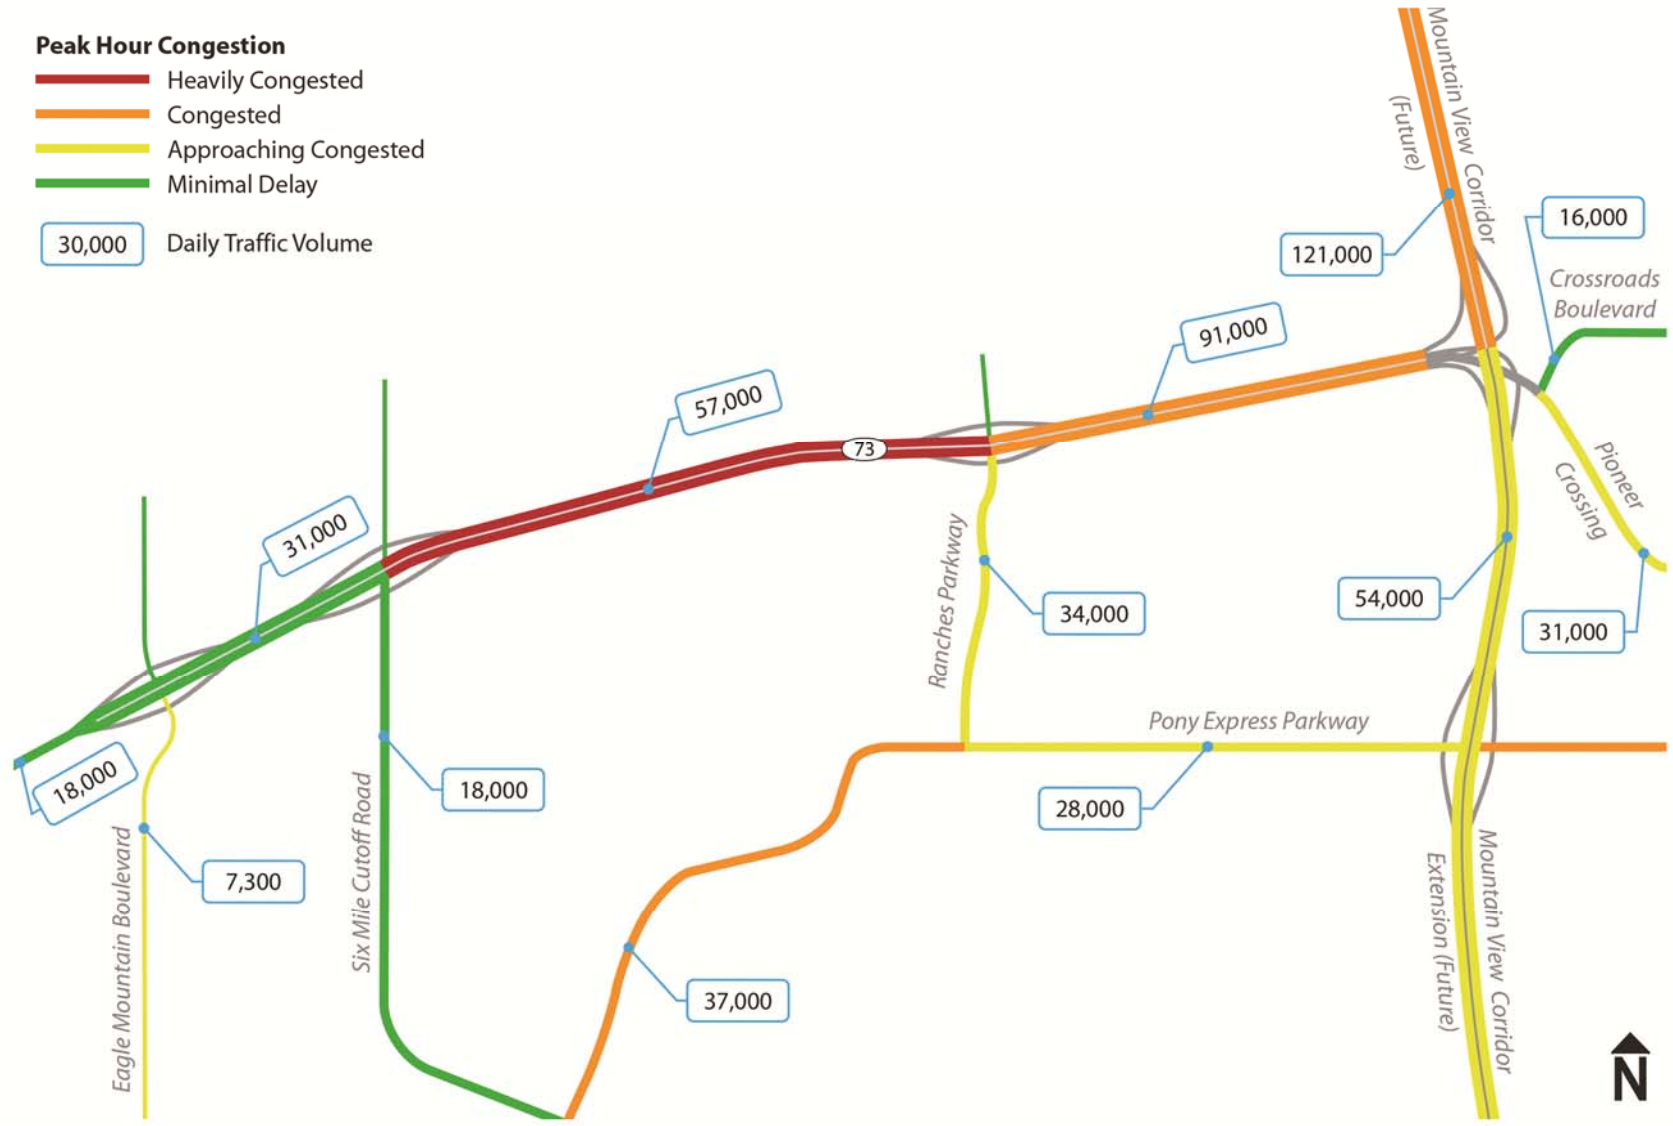 Peak Hour Congestion
Heavily Congested
Congested
Approaching Congested
Minimal Delay
30,000
Daily Traffic Volume
Mountain View Corridor
(Future)
121,000
16,000
Crossroads
Boulevard
91,000
57,000
73
31,000
Pioneer
Crossing
Ranches Parkway
34,000
54,000
31,000
Pony Express Parkway
18,000
18,000
28,000
Six Mile Cutoff Road
Eagle Mountain Boulevard
7,300
37,000
Mountain View Corridor
Extension (Future)
N